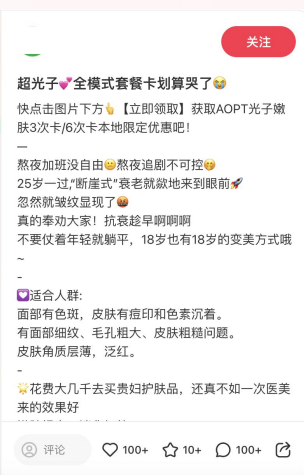 关注
超光子💞全模式套餐卡划算哭了😭
快点击图片下方👆【立即领取】获取AOPT光子嫩
肤3次卡/6次卡本地限定优惠吧！
—
熬夜加班没自由😕熬夜追剧不可控😚
25岁一过，“断崖式”衰老就歘地来到眼前🚀
忽然就皱纹显现了🤬
真的奉劝大家！抗衰趁早啊啊啊
不要仗着年轻就躺平，18岁也有18岁的变美方式哦
~
-
💟适合人群:
面部有色斑，皮肤有痘印和色素沉着。
有面部细纹、毛孔粗大、皮肤粗糙问题。
皮肤角质层薄，泛红。
-
🌟花费大几千去买贵妇护肤品，还真不如一次医美
来的效果好
评论
100+
10+
100+